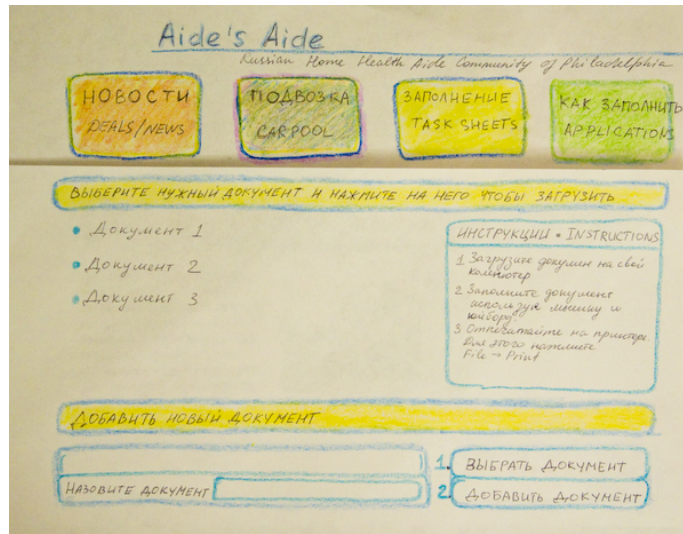 Aide's Aide
Russian Home Health Aide Community of Philadelphia
НОВОСТИ
DEALS/NEWS
ПОДВОЗКА
CARPOOL
ЗАПОЛНЕНИЕ
TASK SHEETS
КАК ЗАПОЛНИТЬ
APPLICATIONS
ВЫБЕРИТЕ НУЖНЫЙ ДОКУМЕНТ И НАЖМИТЕ НА НЕГО ЧТОБЫ ЗАГРУЗИТЬ
• Документ 1
• Документ 2
• Документ 3
ИНСТРУКЦИИ • INSTRUCTIONS
1 Загрузите докумен на свой
компютер
2 Заполните документ
используя мышку и
кийборд.
3 Отпечатайте на принтере.
Для этого нажмите
File → Print
ДОБАВИТЬ НОВЫЙ ДОКУМЕНТ
1. ВЫБРАТЬ ДОКУМЕНТ
НАЗОВИТЕ ДОКУМЕНТ
2. ДОБАВИТЬ ДОКУМЕНТ